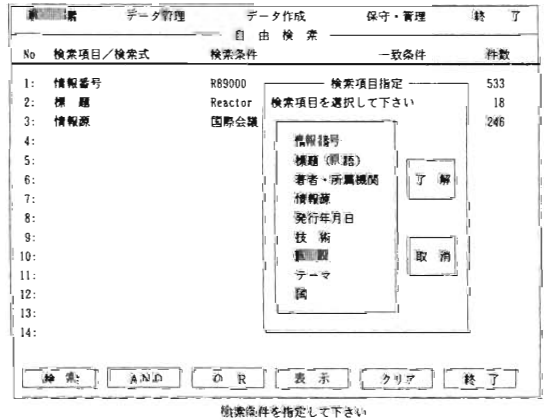 データ管理 データ作成 保守・管理 終 了
自 由 検 索
No 検索項目／検索式 検索条件 一致条件 件数
1: 情報番号 R89000 533
2: 標 題 Reactor 18
3: 情報源 国際会議 246
4:
5:
6:
7:
8:
9:
10:
11:
12:
13:
14:
検索項目指定
検索項目を選択して下さい
情報番号
標題（原語）
著者・所属機関
情報源
発行年月日
技 術
テーマ
国
了 解
取 消
検 索 AND O R 表 示 クリア 終 了
検索条件を指定して下さい